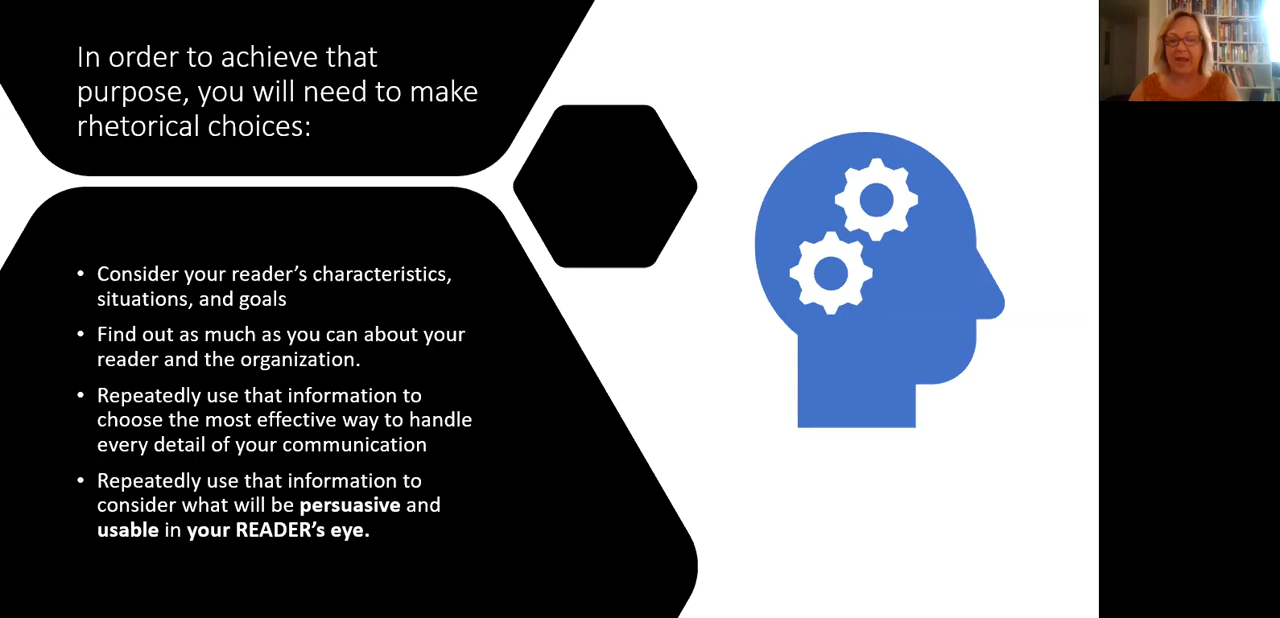 In order to achieve that
purpose, you will need to make
rhetorical choices:
• Consider your reader’s characteristics,
situations, and goals
• Find out as much as you can about your
reader and the organization.
• Repeatedly use that information to
choose the most effective way to handle
every detail of your communication
• Repeatedly use that information to
consider what will be persuasive and
usable in your READER’s eye.